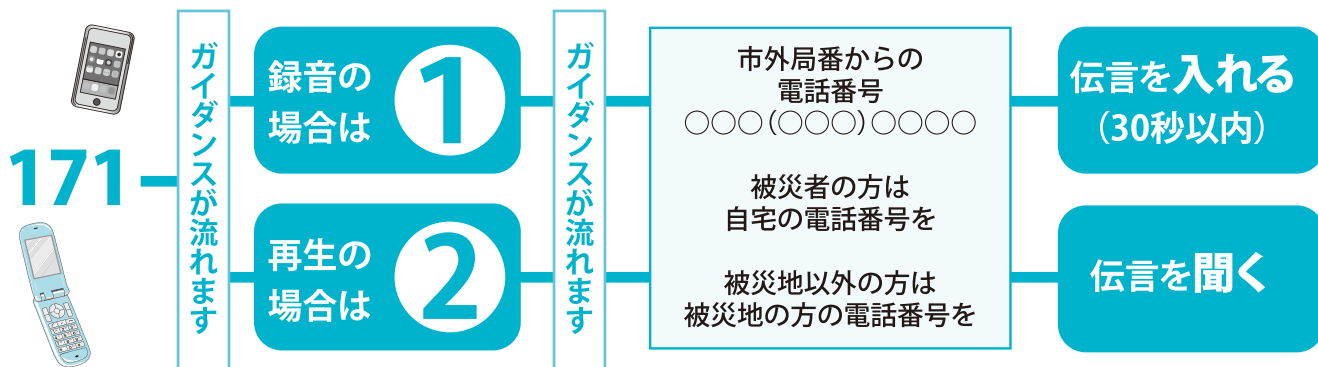 171
ガイダンスが流れます
録音の
場合は
1
再生の
場合は
2
ガイダンスが流れます
市外局番からの
電話番号
○○○(○○○)○○○○
被災者の方は
自宅の電話番号を
被災地以外の方は
被災地の方の電話番号を
伝言を入れる
(30秒以内)
伝言を聞く